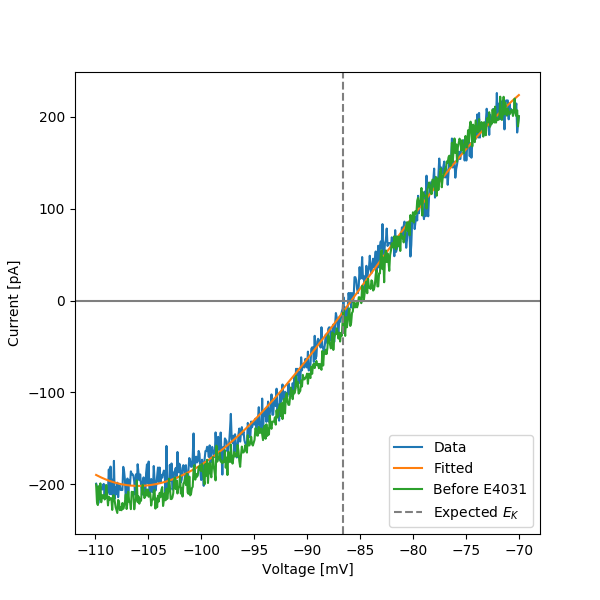 200
100
0
−100
−200
Current [pA]
−110
−105
−100
−95
−90
−85
−80
−75
−70
Voltage [mV]
Data
Fitted
Before E4031
Expected E_K